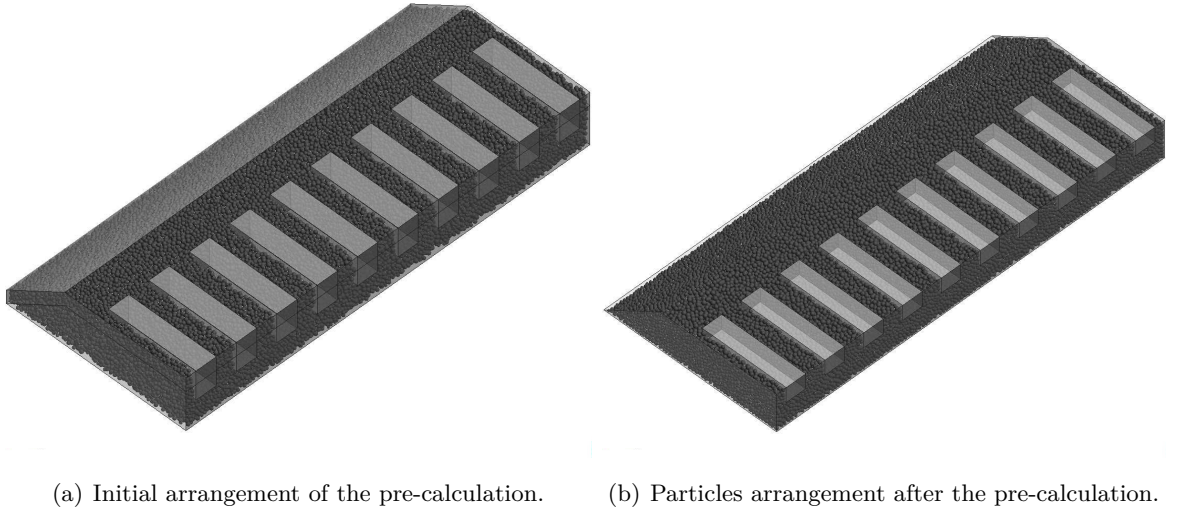 (a) Initial arrangement of the pre-calculation.
(b) Particles arrangement after the pre-calculation.